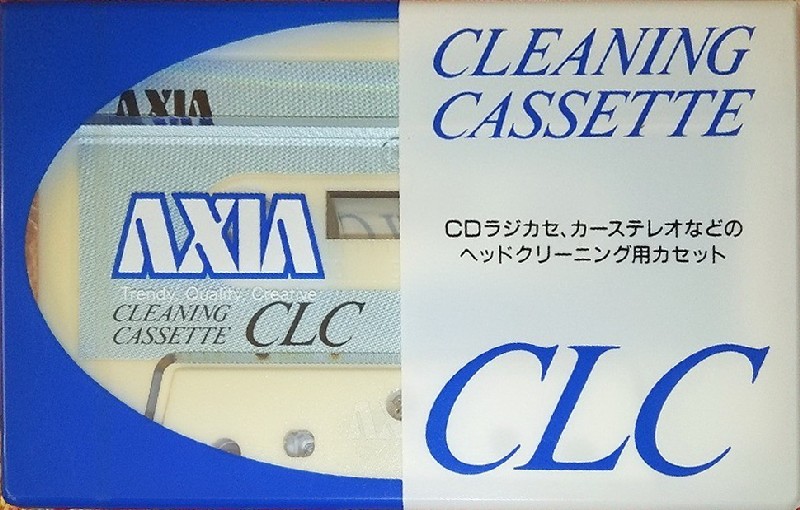 CLEANING
CASSETTE
CDラジカセ、カーステレオなどの
ヘッドクリーニング用カセット
CLC
AXIA
AXIA
Trendy, Quality, Creative
CLEANING
CASSETTE CLC